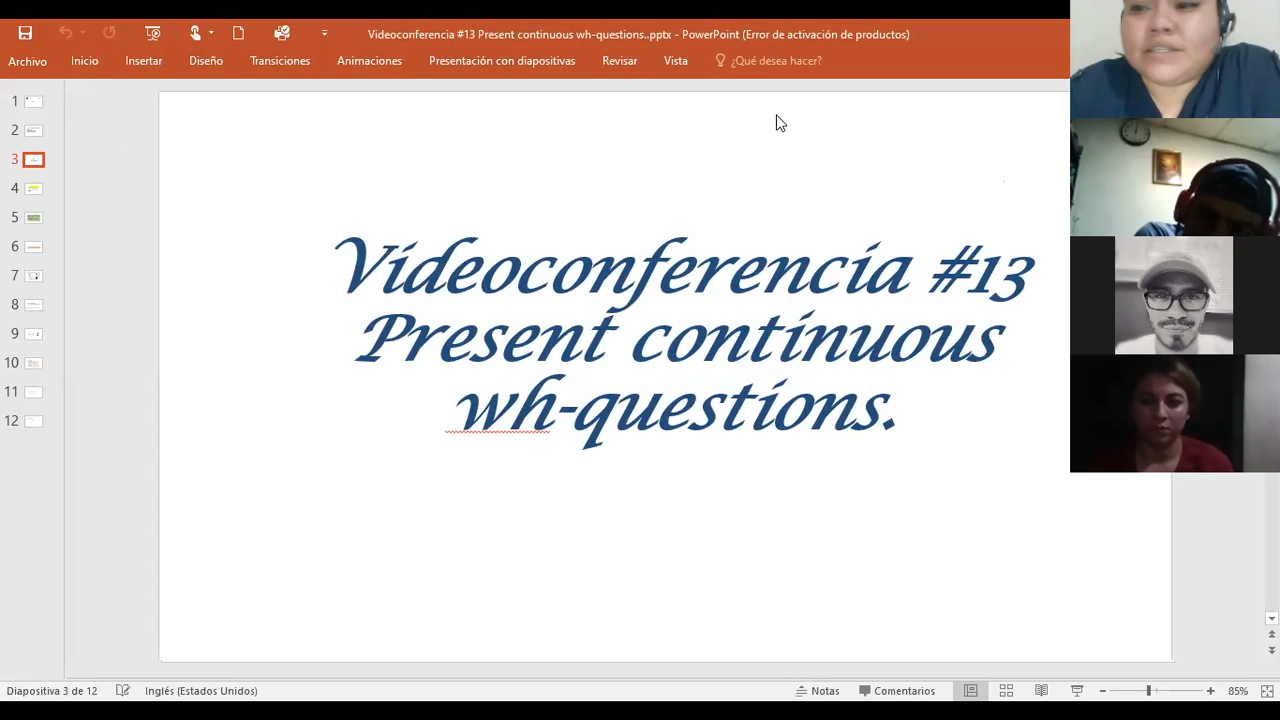 Videoconferencia #13 Present continuous wh-questions..pptx - PowerPoint (Error de activación de productos)
Archivo Inicio Insertar Diseño Transiciones Animaciones Presentación con diapositivas Revisar Vista ¿Qué desea hacer?
1
2
3
4
5
6
7
8
9
10
11
12
Videoconferencia #13
Present continuous
wh-questions.
Diapositiva 3 de 12 Inglés (Estados Unidos) Notas Comentarios 85%